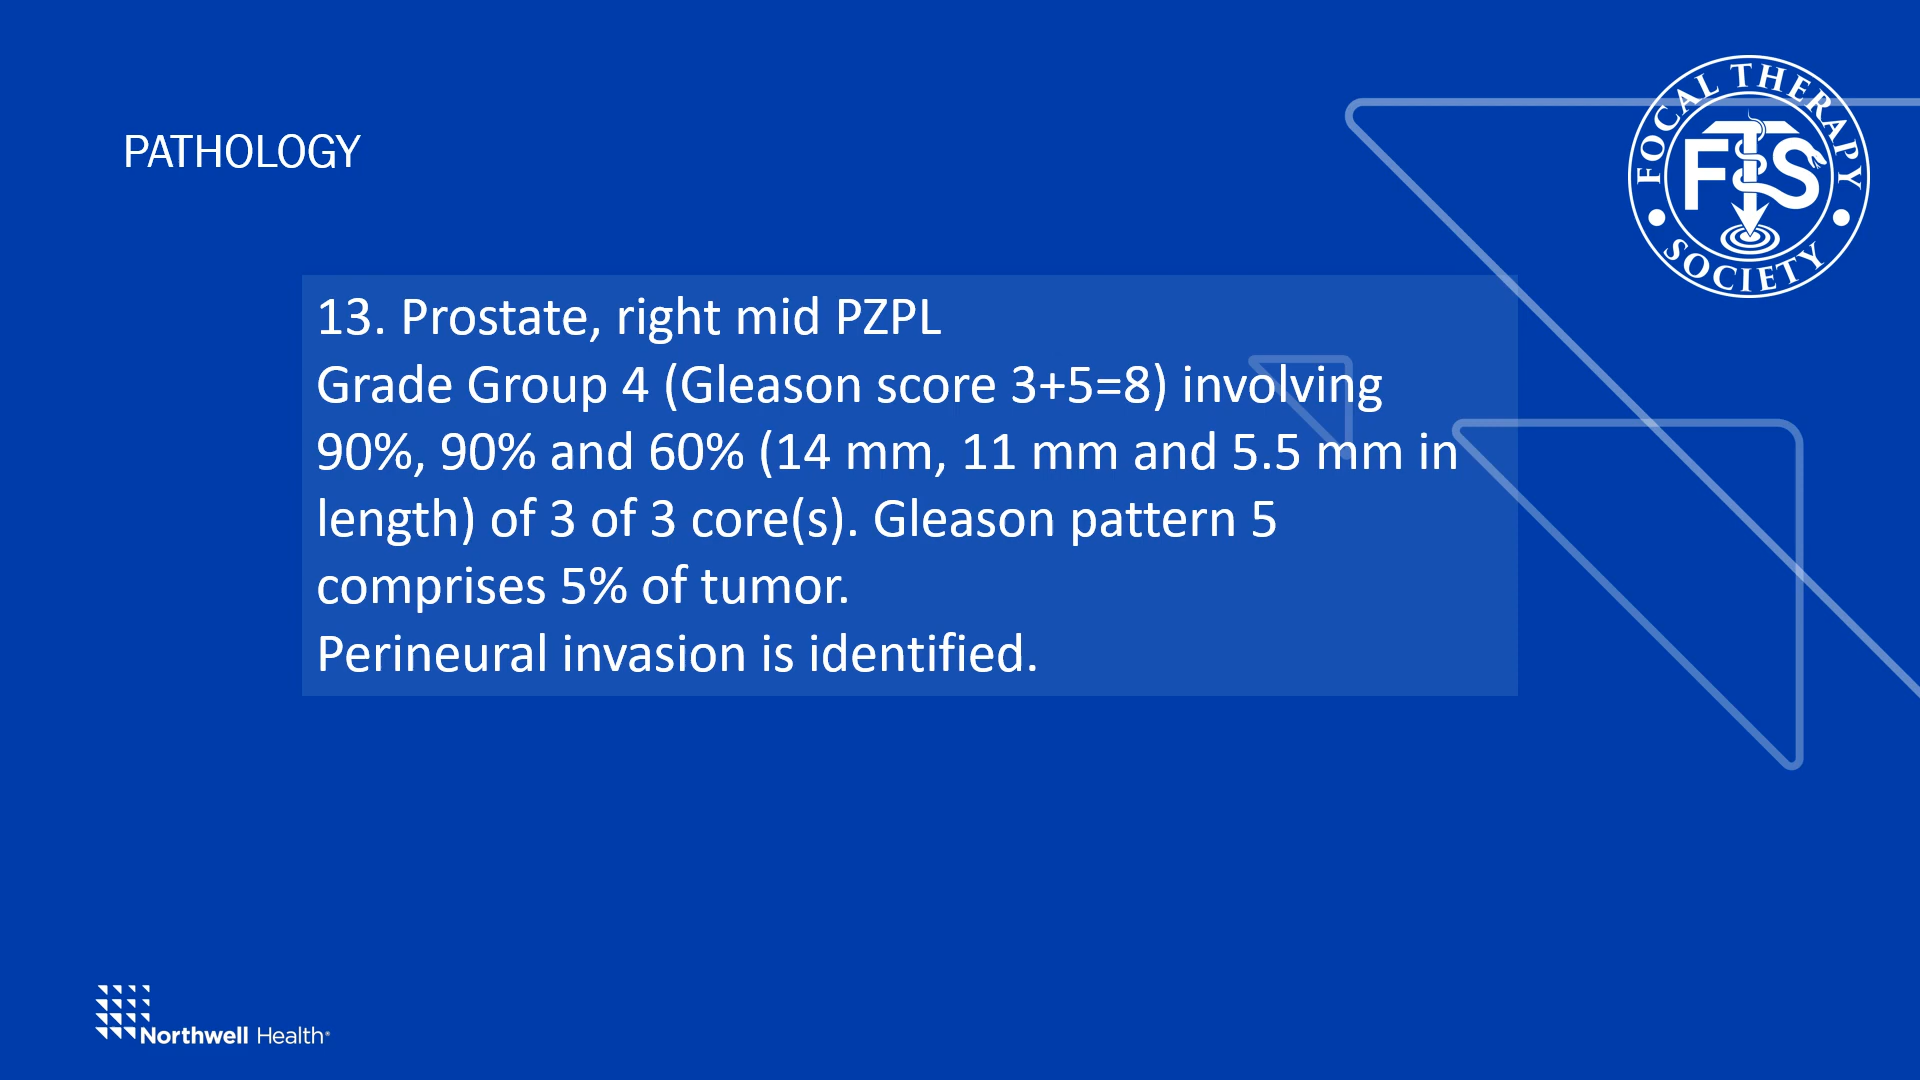 PATHOLOGY
FOCAL THERAPY
FTS
SOCIETY
13. Prostate, right mid PZPL
Grade Group 4 (Gleason score 3+5=8) involving
90%, 90% and 60% (14 mm, 11 mm and 5.5 mm in
length) of 3 of 3 core(s). Gleason pattern 5
comprises 5% of tumor.
Perineural invasion is identified.
Northwell Health®